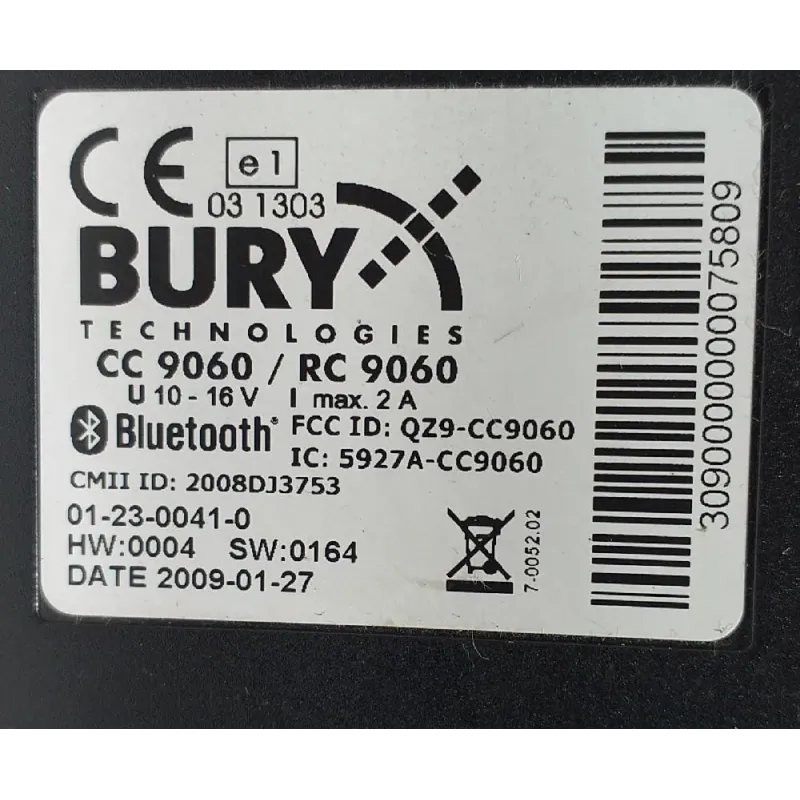 CE e1
03 1303
BURY
TECHNOLOGIES
CC 9060 / RC 9060
U 10 - 16 V I max. 2 A
Bluetooth® FCC ID: QZ9-CC9060
IC: 5927A-CC9060
CMII ID: 2008DJ3753
01-23-0041-0
HW:0004 SW:0164
DATE 2009-01-27
7-0052.02
3090000000075809